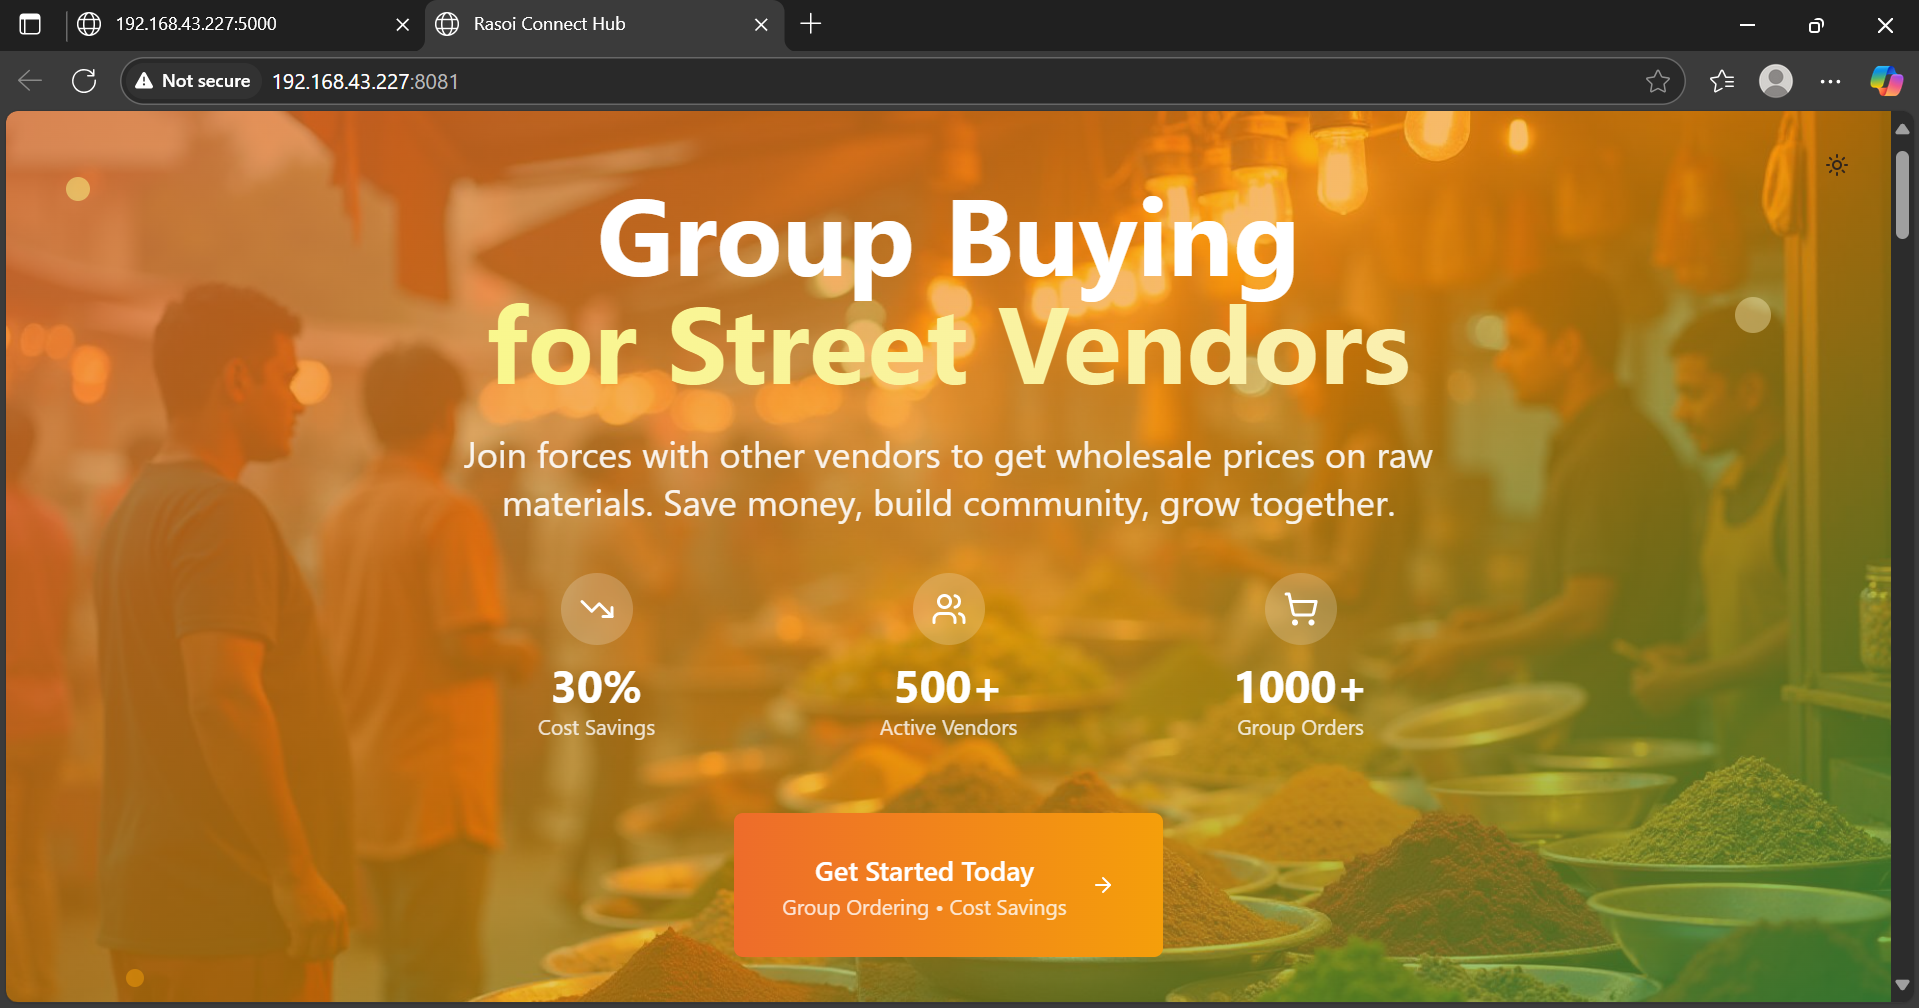 192.168.43.227:5000
Rasoi Connect Hub
Not secure
192.168.43.227:8081
Group Buying
for Street Vendors
Join forces with other vendors to get wholesale prices on raw
materials. Save money, build community, grow together.
30%
Cost Savings
500+
Active Vendors
1000+
Group Orders
Get Started Today
Group Ordering • Cost Savings